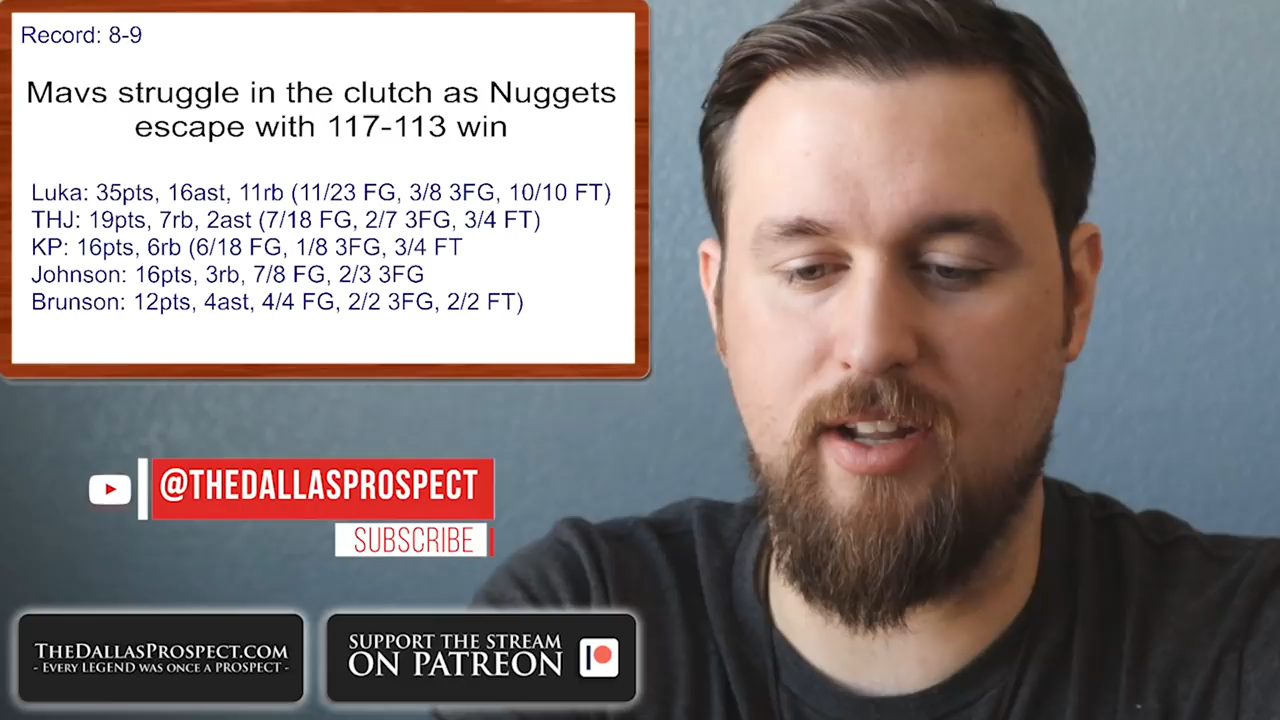 Record: 8-9
Mavs struggle in the clutch as Nuggets
escape with 117-113 win
Luka: 35pts, 16ast, 11rb (11/23 FG, 3/8 3FG, 10/10 FT)
THJ: 19pts, 7rb, 2ast (7/18 FG, 2/7 3FG, 3/4 FT)
KP: 16pts, 6rb (6/18 FG, 1/8 3FG, 3/4 FT
Johnson: 16pts, 3rb, 7/8 FG, 2/3 3FG
Brunson: 12pts, 4ast, 4/4 FG, 2/2 3FG, 2/2 FT)
@THEDALLASPROSPECT
SUBSCRIBE
THEDALLASPROSPECT.COM
- EVERY LEGEND WAS ONCE A PROSPECT -
SUPPORT THE STREAM
ON PATREON